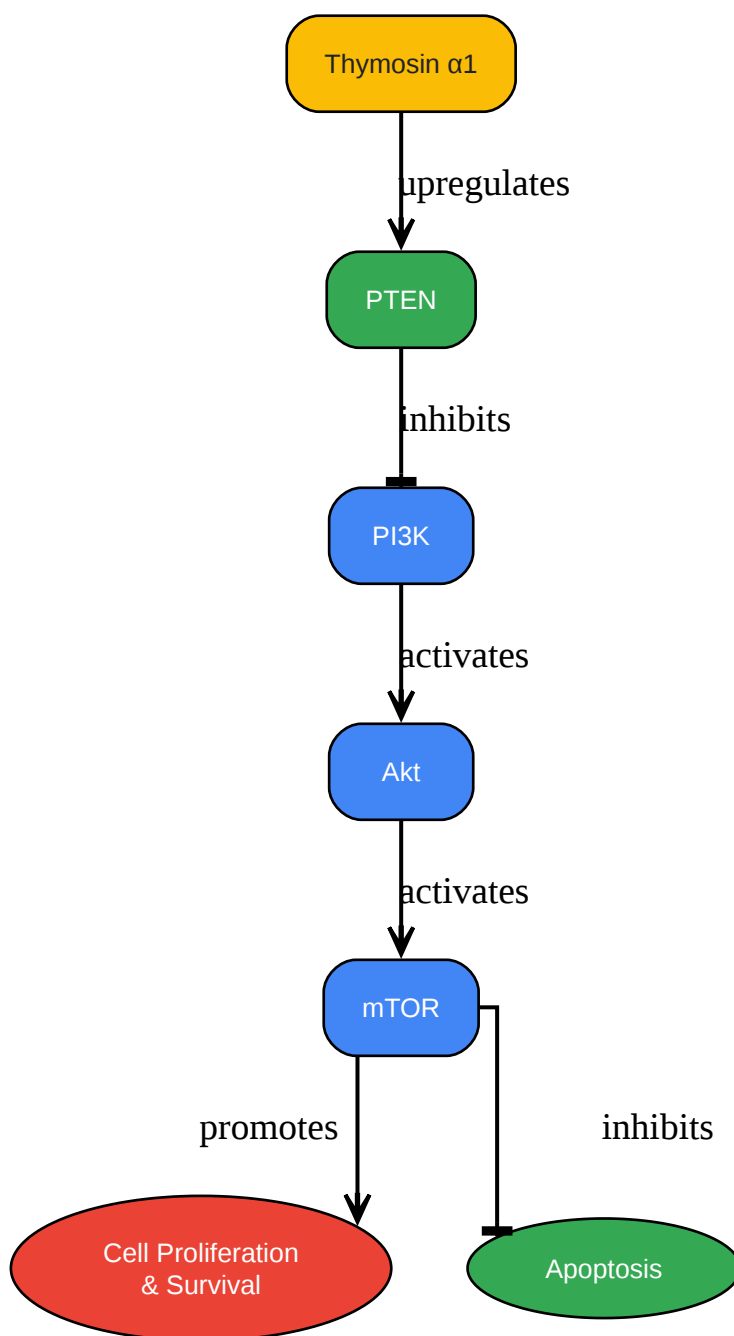 Thymosin α1
upregulates
PTEN
inhibits
PI3K
activates
Akt
activates
mTOR
promotes
inhibits
Cell Proliferation
& Survival
Apoptosis